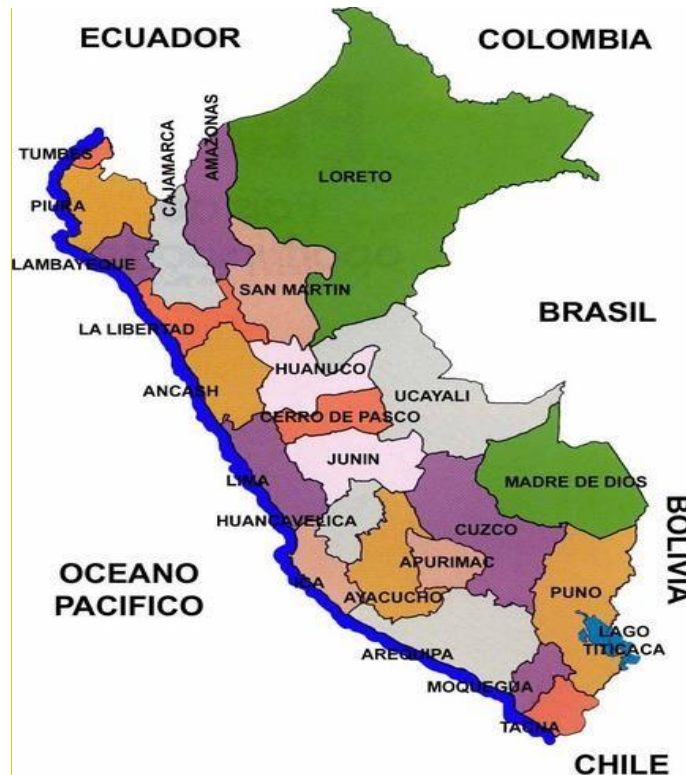 ECUADOR
COLOMBIA
TUMBES
CAJAMARCA
AMAZONAS
LORETO
PIURA
LAMBAYEQUE
SAN MARTIN
BRASIL
LA LIBERTAD
HUANUCO
ANCASH
UCAYALI
CERRO DE PASCO
JUNIN
LIMA
MADRE DE DIOS
HUANCAVELICA
CUZCO
BOLIVIA
OCEANO
PACIFICO
ICA
APURIMAC
AYACUCHO
PUNO
LAGO
TITICACA
AREQUIPA
MOQUEGUA
TACNA
CHILE